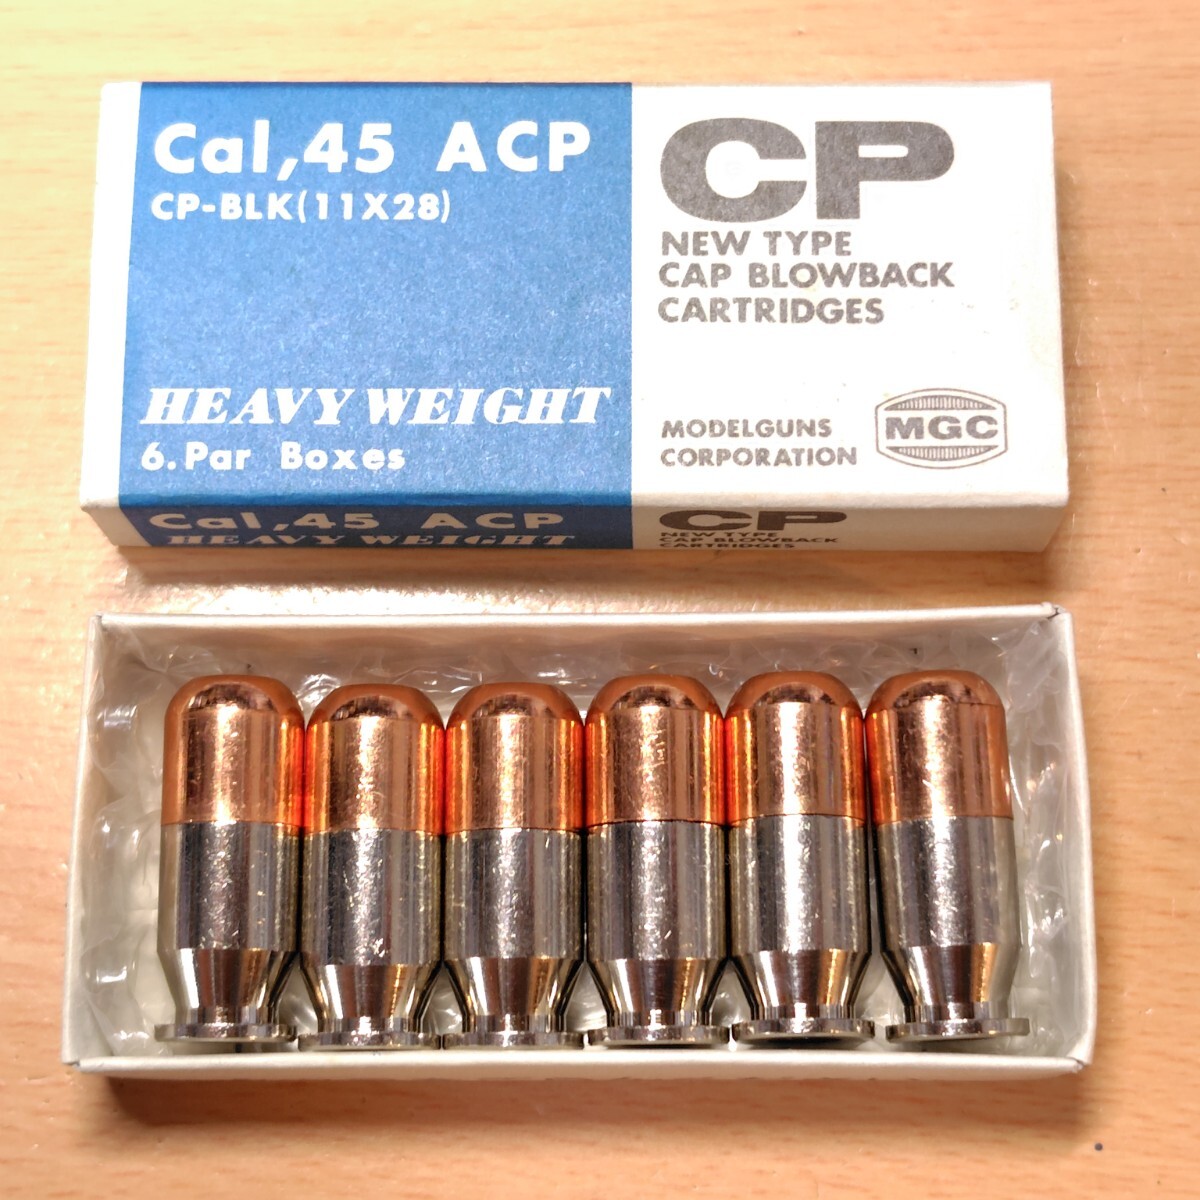 Cal,45 ACP
CP-BLK(11X28)
HEAVY WEIGHT
6.Par Boxes
CP
NEW TYPE
CAP BLOWBACK
CARTRIDGES
MODELGUNS
CORPORATION
MGC
Cal,45 ACP
HEAVY WEIGHT
CP
NEW TYPE
CAP BLOWBACK
CARTRIDGES